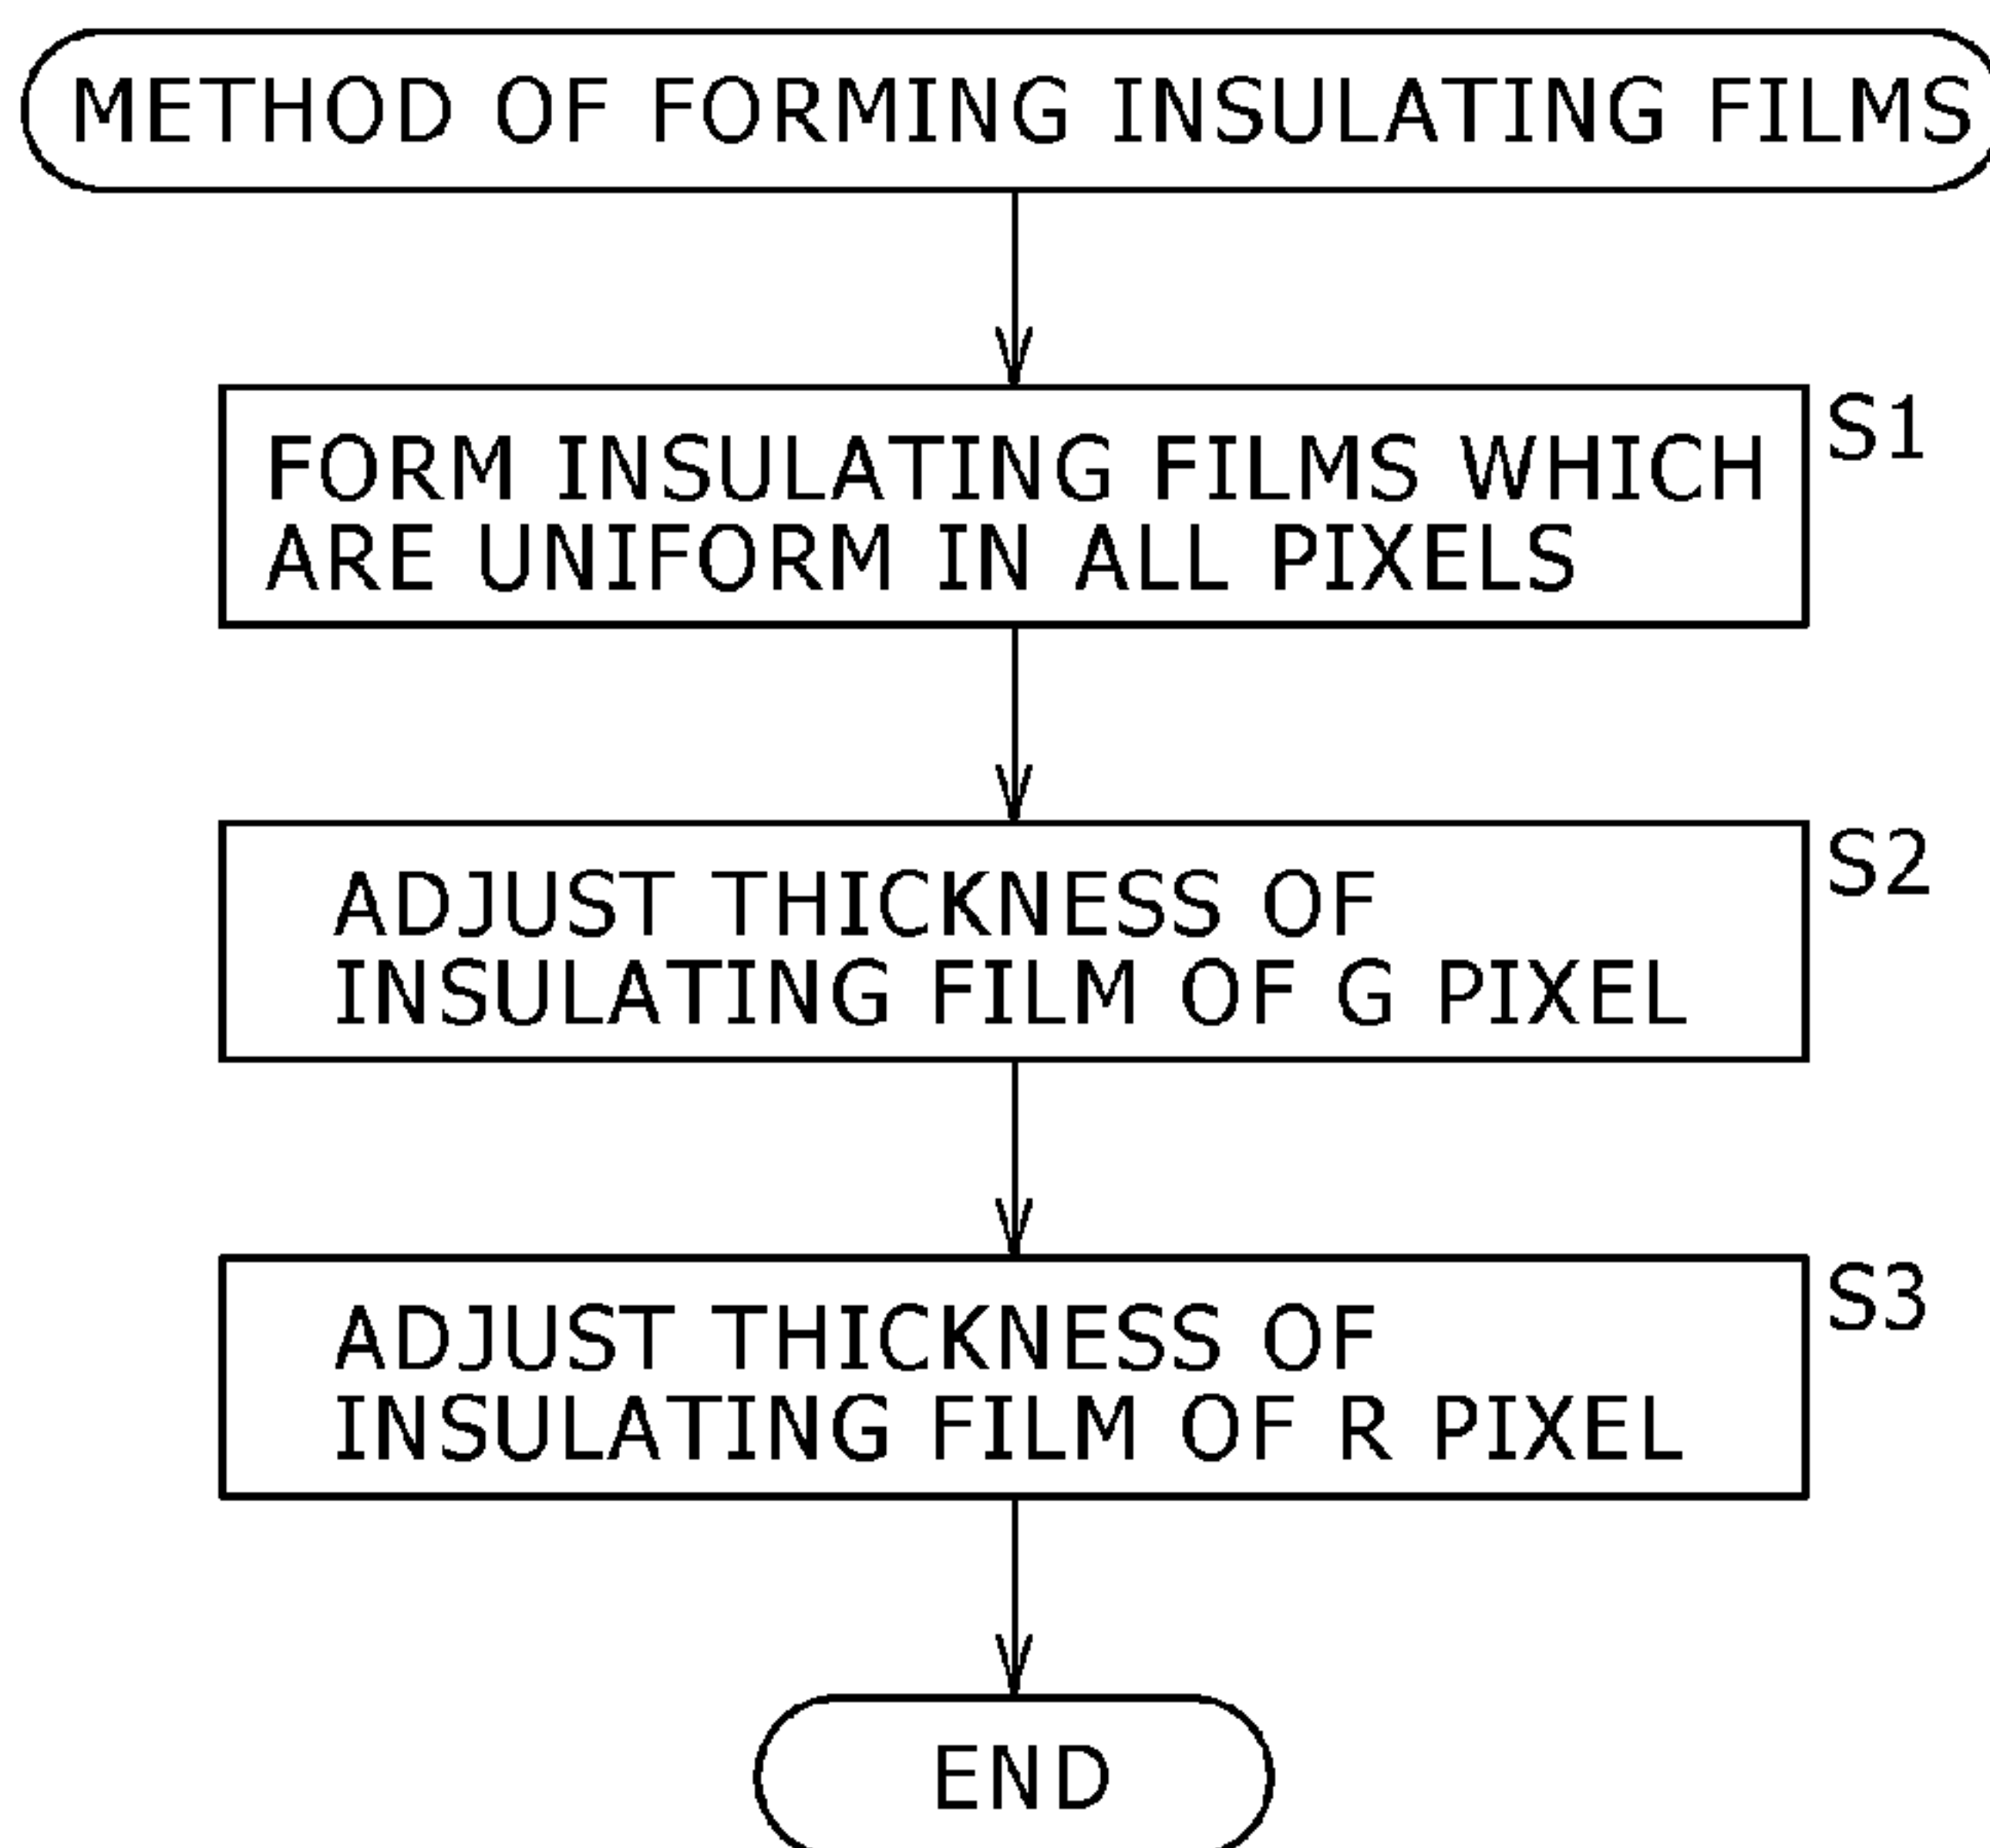 METHOD OF FORMING INSULATING FILMS
FORM INSULATING FILMS WHICH
ARE UNIFORM IN ALL PIXELS
S1
ADJUST THICKNESS OF
INSULATING FILM OF G PIXEL
S2
ADJUST THICKNESS OF
INSULATING FILM OF R PIXEL
S3
END